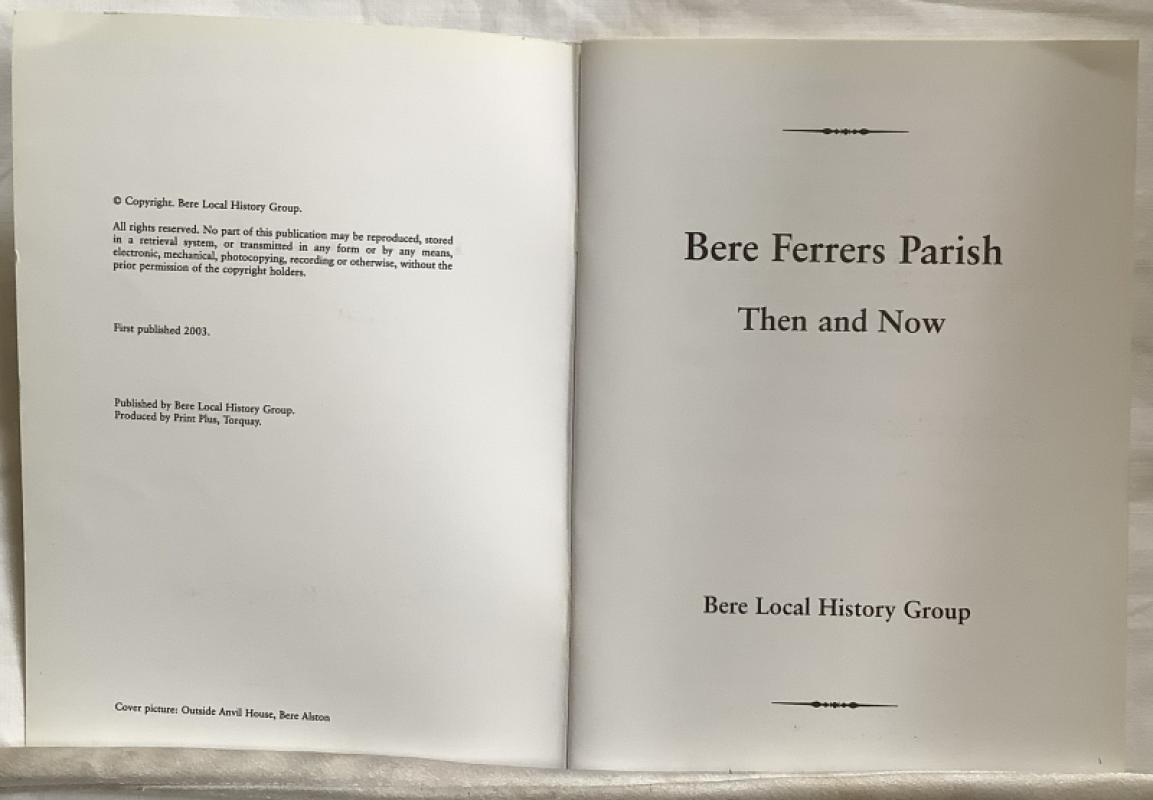 © Copyright. Bere Local History Group.
All rights reserved. No part of this publication may be reproduced, stored
in a retrieval system, or transmitted in any form or by any means,
electronic, mechanical, photocopying, recording or otherwise, without the
prior permission of the copyright holders.
First published 2003.
Published by Bere Local History Group.
Produced by Print Plus, Torquay.
Cover picture: Outside Anvil House, Bere Alston
Bere Ferrers Parish
Then and Now
Bere Local History Group